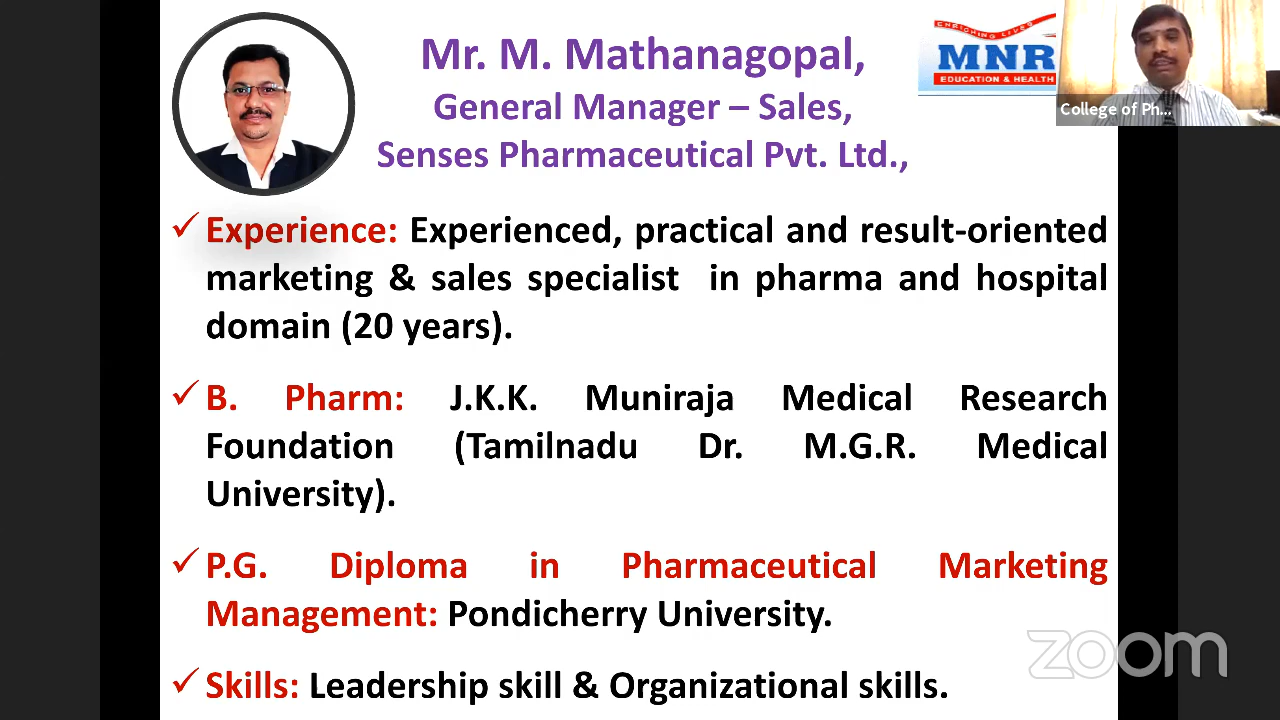 Mr. M. Mathanagopal,
General Manager – Sales,
Senses Pharmaceutical Pvt. Ltd.,
ENRICHING LIVES
MNR
EDUCATION & HEALTH
College of Ph...
✓ Experience: Experienced, practical and result-oriented
marketing & sales specialist in pharma and hospital
domain (20 years).
✓ B. Pharm: J.K.K. Muniraja Medical Research
Foundation (Tamilnadu Dr. M.G.R. Medical
University).
✓ P.G. Diploma in Pharmaceutical Marketing
Management: Pondicherry University.
✓ Skills: Leadership skill & Organizational skills.
zoom